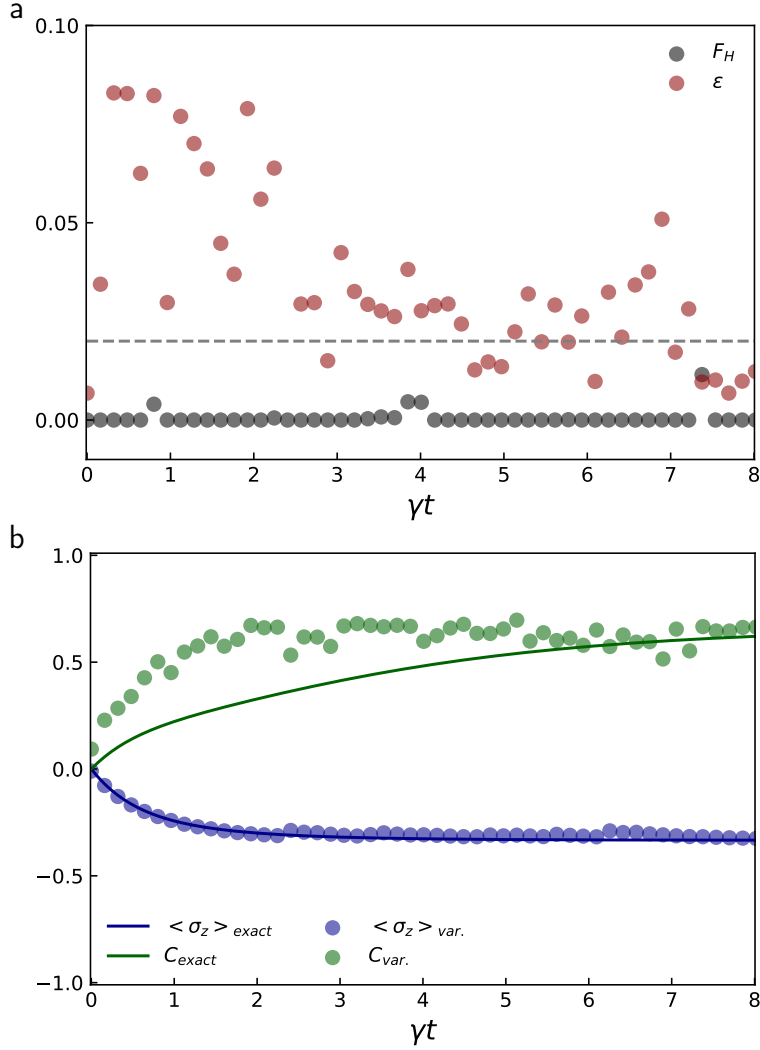 a
0.10
0.05
0.00
F_H
ε
0 1 2 3 4 5 6 7 8
γt
b
1.0
0.5
0.0
−0.5
−1.0
<σ_z>_exact <σ_z>_var.
C_exact C_var.
0 1 2 3 4 5 6 7 8
γt